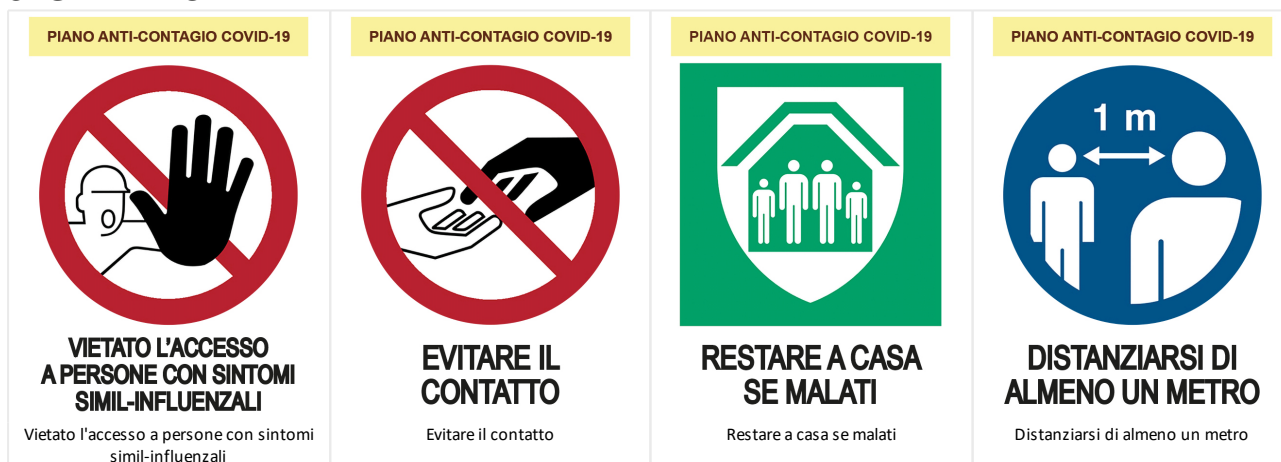 PIANO ANTI-CONTAGIO COVID-19
VIETATO L'ACCESSO
A PERSONE CON SINTOMI
SIMIL-INFLUENZALI
Vietato l'accesso a persone con sintomi
simil-influenzali
PIANO ANTI-CONTAGIO COVID-19
EVITARE IL
CONTATTO
Evitare il contatto
PIANO ANTI-CONTAGIO COVID-19
RESTARE A CASA
SE MALATI
Restare a casa se malati
PIANO ANTI-CONTAGIO COVID-19
1 m
DISTANZIARSI DI
ALMENO UN METRO
Distanziarsi di almeno un metro